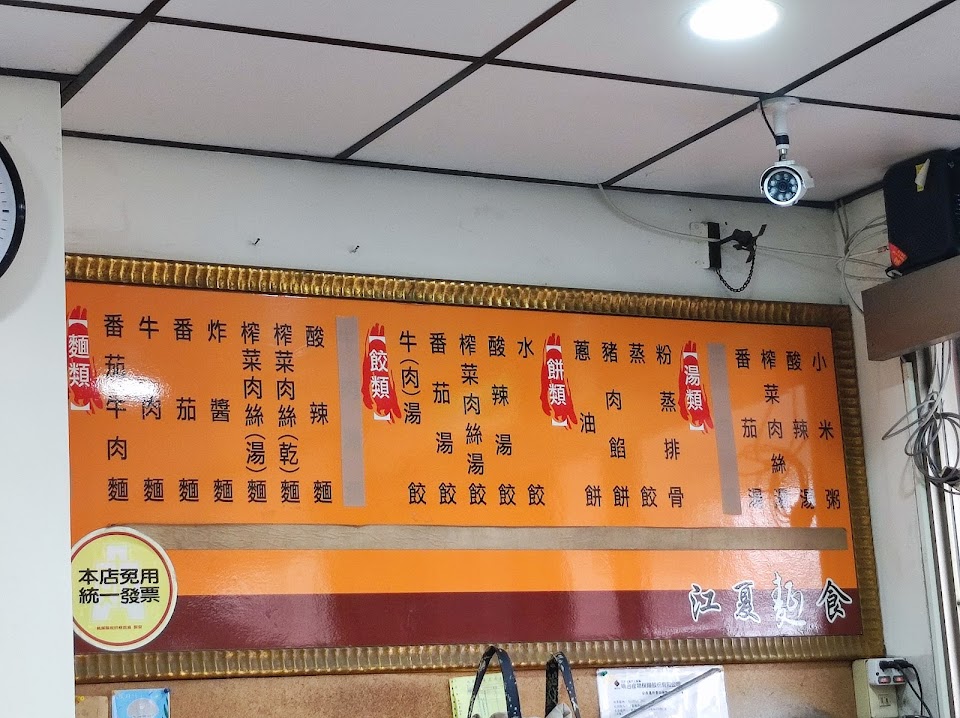 【麵類】
番茄牛肉麵
牛肉麵
番茄麵
炸醬麵
榨菜肉絲(湯)麵
榨菜肉絲(乾)麵
酸辣麵
【餃類】
牛(肉)湯餃
番茄湯餃
榨菜肉絲湯餃
酸辣湯餃
水餃
【餅類】
蔥油餅
豬肉餡餅
蒸餃
粉蒸排骨
【湯類】
番茄湯
榨菜肉絲湯
酸辣湯
小米粥
本店免用
統一發票
江夏麵食